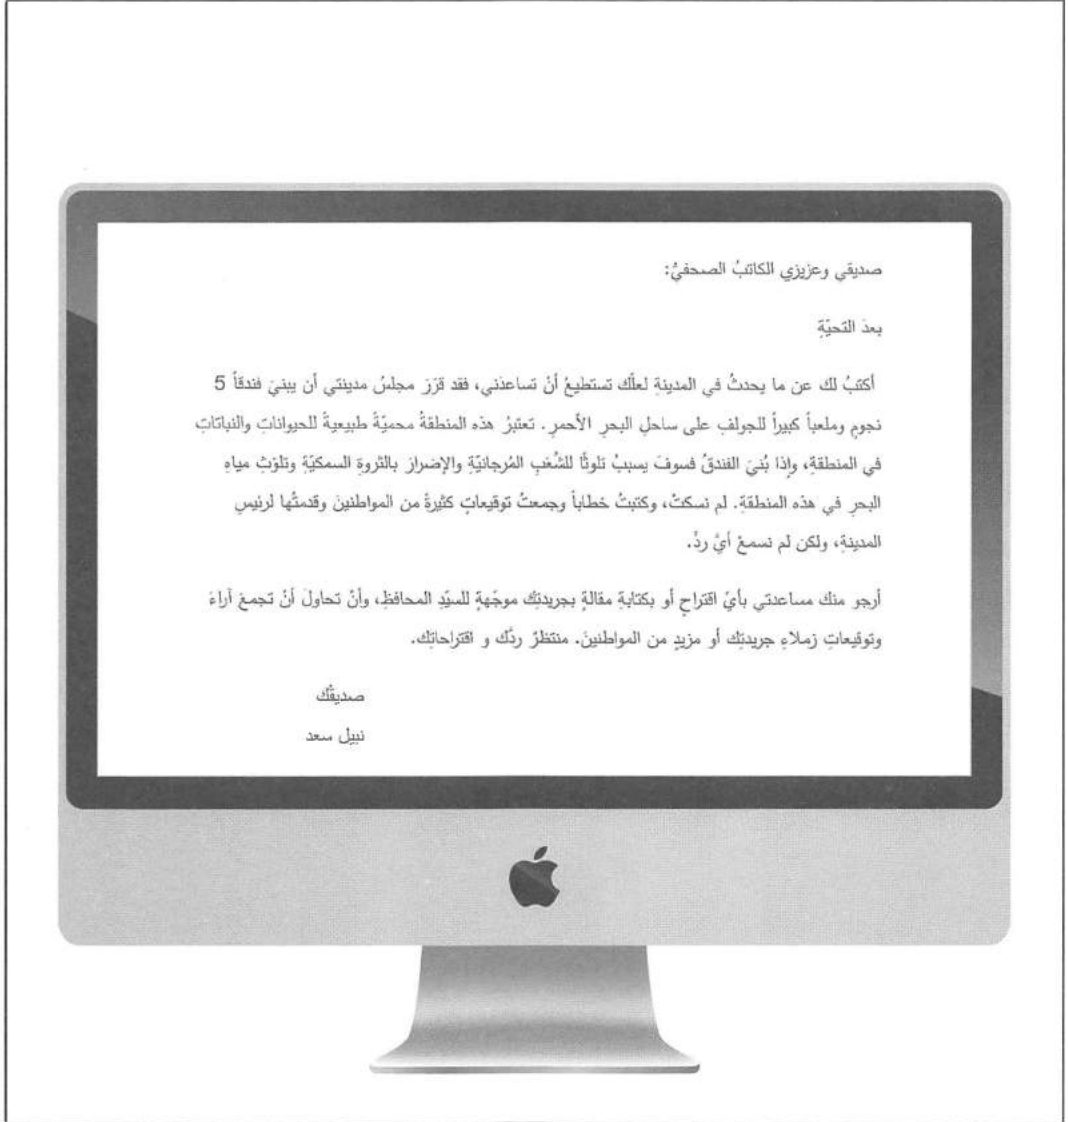 صديقي وعزيزي الكاتبُ الصحفيُّ:
بعدَ التحيّةِ
أكتبُ لك عن ما يحدثُ في المدينةِ لعلّك تستطيعُ أنْ تساعدَني، فقد قرّرَ مجلسُ مدينتي أن يبنيَ فندقاً 5
نجومٍ وملعباً كبيراً للجولفِ على ساحلِ البحرِ الأحمرِ. تعتبرُ هذه المنطقةُ محميّةً طبيعيةً للحيواناتِ والنباتاتِ
في المنطقةِ، وإذا بُنيَ الفندقُ فسوفَ يسببُ تلوثًا للشُعَبِ المُرجانيّةِ والإضرارَ بالثروةِ السمكيّةِ وتلوّثِ مياهِ
البحرِ في هذه المنطقةِ. لم نسكتْ، وكتبتُ خطاباً وجمعتُ توقيعاتٍ كثيرةً من المواطنينَ وقدمتُها لرئيسِ
المدينةِ، ولكن لم نسمعْ أيَّ ردٍّ.
أرجو منك مساعدتي بأيِّ اقتراحٍ أو بكتابةِ مقالةٍ بجريدتِك موجّهةٍ للسيّدِ المحافظِ، وأنْ تحاولَ أنْ تجمعَ آراءَ
وتوقيعاتِ زملاءِ جريدتِك أو مزيدٍ من المواطنينَ. منتظرٌ ردَّك و اقتراحاتِك.
صديقُك
نبيل سعد